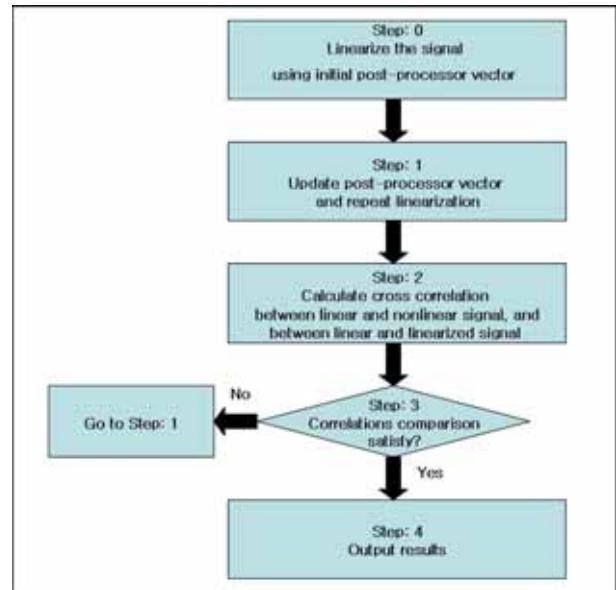 Step: 0
Linearize the signal
using initial post-processor vector
Step: 1
Update post-processor vector
and repeat linearization
Step: 2
Calculate cross correlation
between linear and nonlinear signal, and
between linear and linearized signal
No
Go to Step: 1
Step: 3
Correlations comparison
satisfy?
Yes
Step: 4
Output results